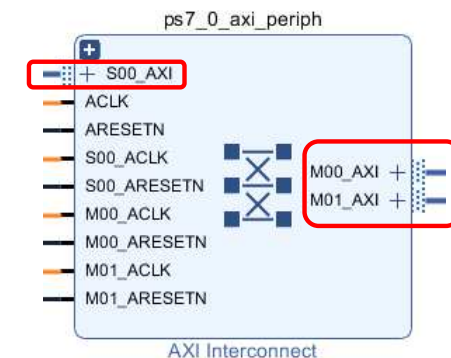 ps7_0_axi_periph
S00_AXI
ACLK
ARESETN
S00_ACLK
S00_ARESETN
M00_ACLK
M00_ARESETN
M01_ACLK
M01_ARESETN
M00_AXI
M01_AXI
AXI Interconnect